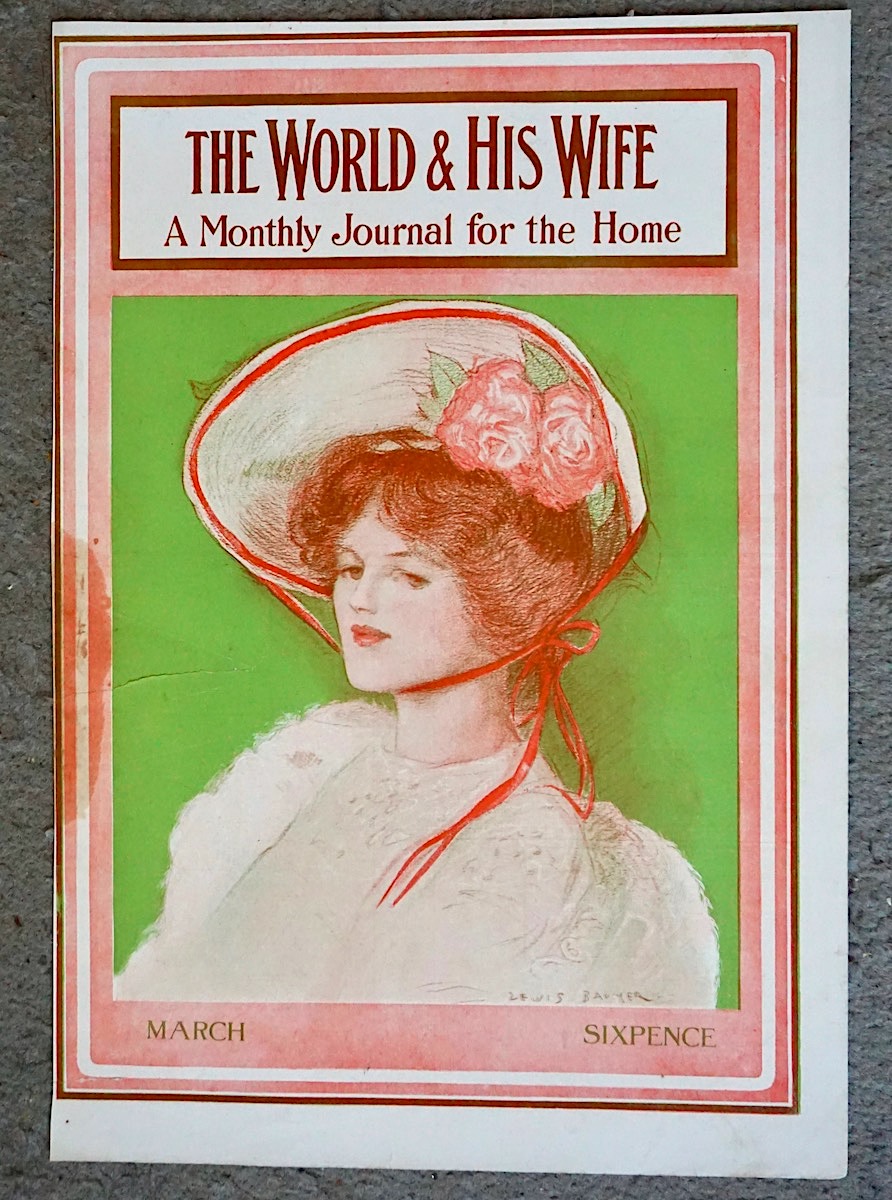 THE WORLD & HIS WIFE
A Monthly Journal for the Home
LEWIS BAUMER
MARCH
SIXPENCE